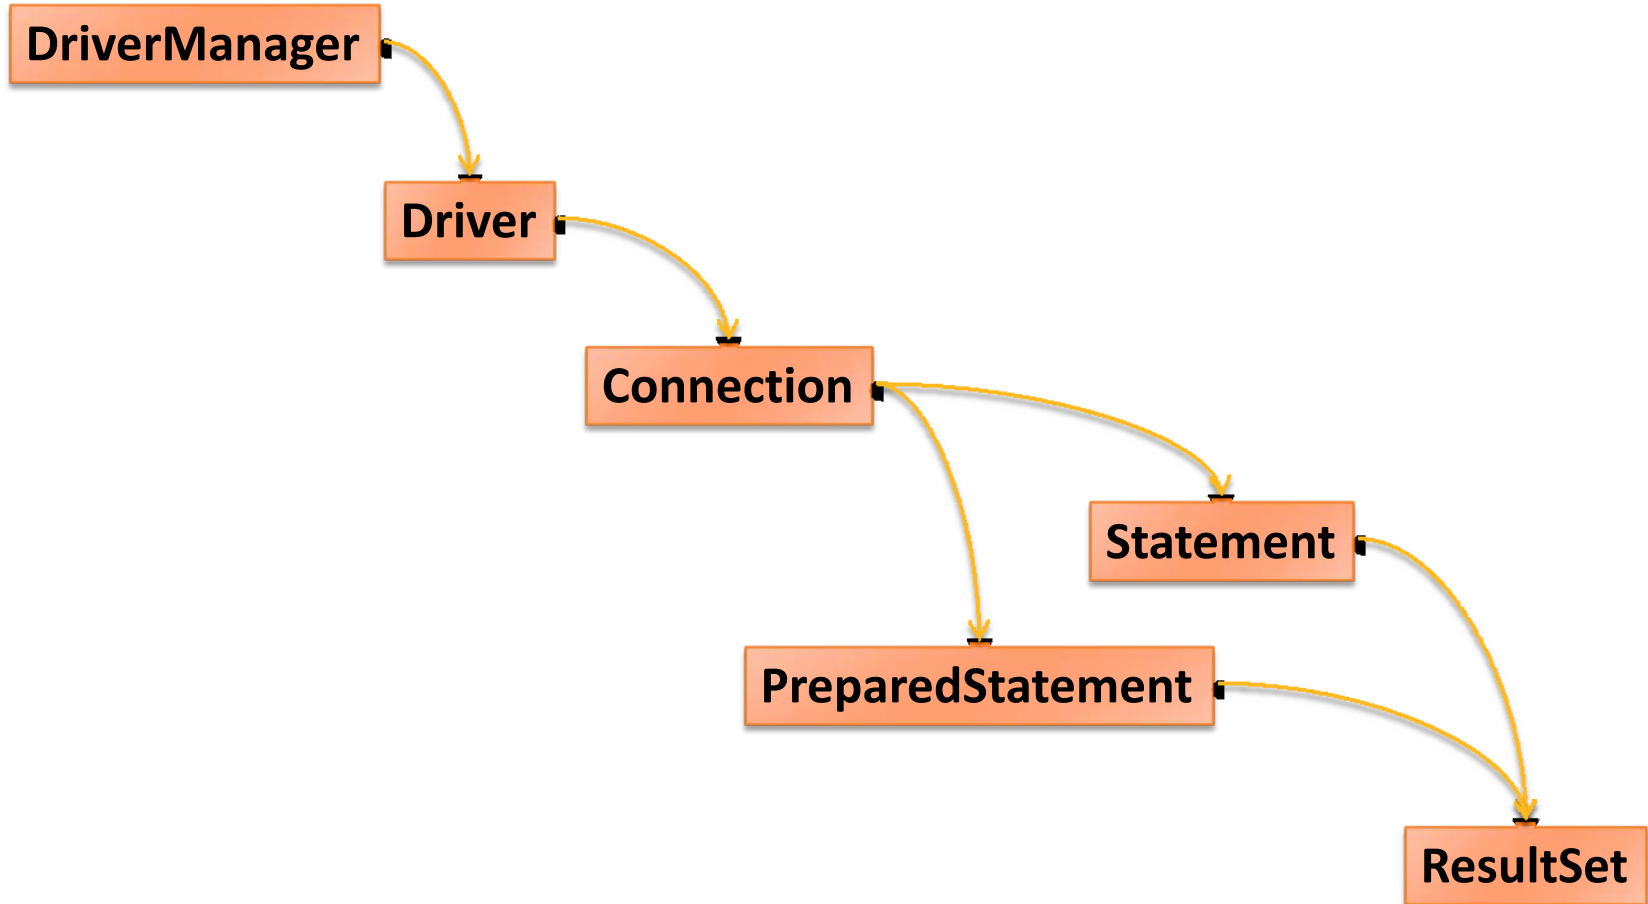 DriverManager
Driver
Connection
Statement
PreparedStatement
ResultSet